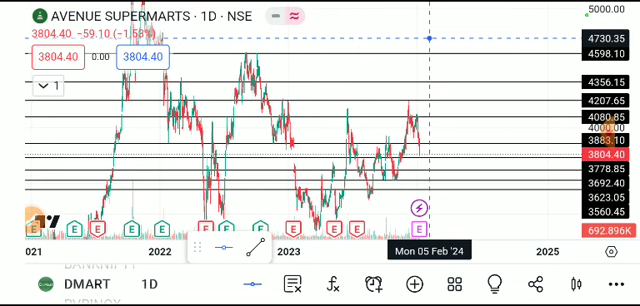 AVENUE SUPERMARTS · 1D · NSE
3804.40 −59.10 (−1.53%)
3804.40 0.00 3804.40
1
5000.00
4730.35
4598.10
4356.15
4207.65
4080.85
4000.00
3883.10
3804.40
3778.85
3692.40
3623.05
3560.45
692.896K
E E E E E E E E E E E E
2022 2023 Mon 05 Feb '24 2025
DMART 1D